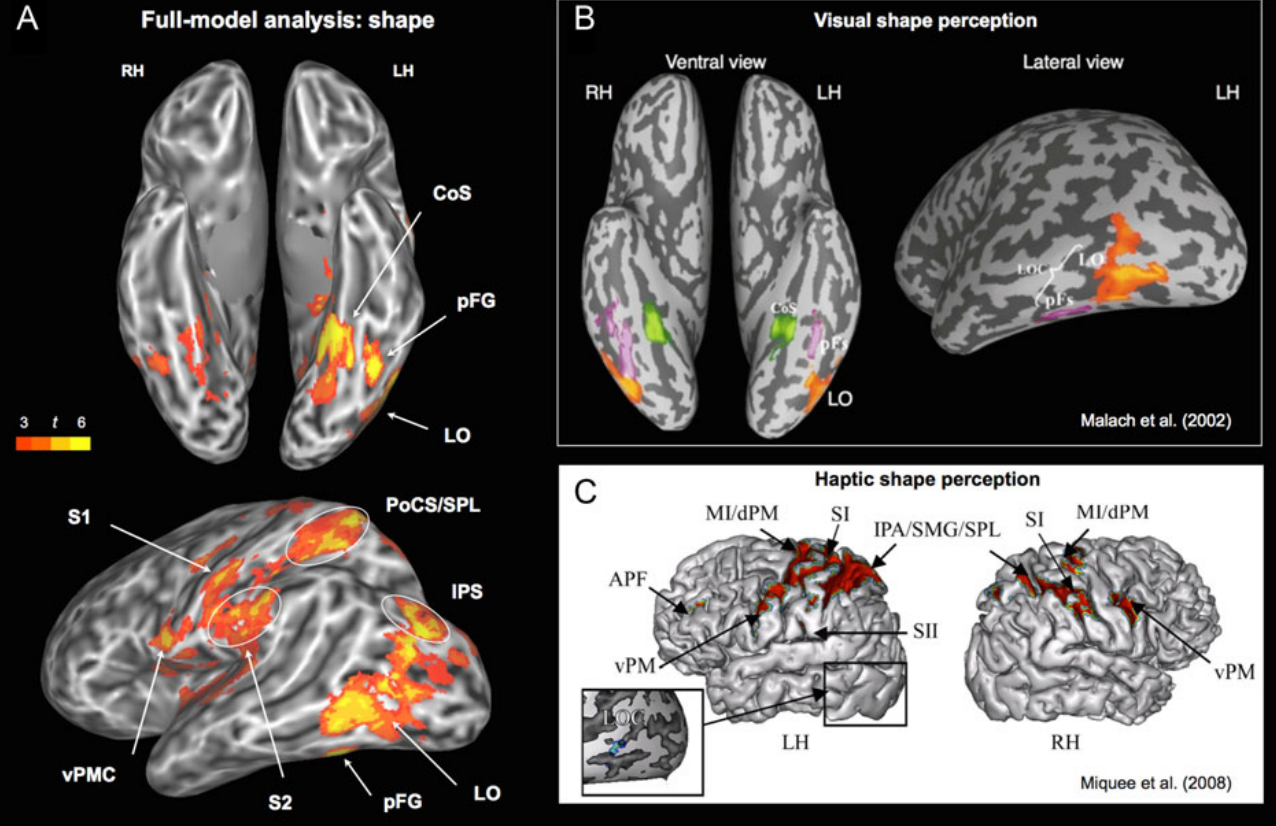 A
Full-model analysis: shape
RH
LH
CoS
pFG
LO
3 t 6
S1
PoCS/SPL
IPS
vPMC
S2
pFG
LO
B
Visual shape perception
Ventral view
Lateral view
RH
LH
LH
CoS
pFs
LO
LOC
LO
pFs
Malach et al. (2002)
C
Haptic shape perception
MI/dPM
SI
IPA/SMG/SPL
SI
MI/dPM
APF
SII
vPM
vPM
LOC
LH
RH
Miquee et al. (2008)